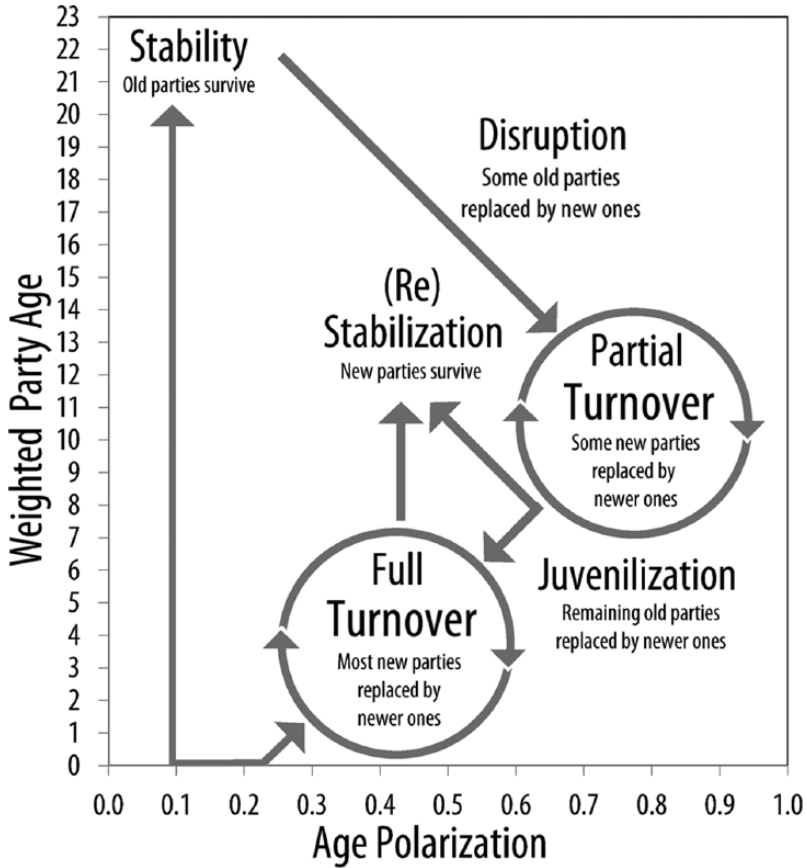 Stability
Old parties survive
Disruption
Some old parties
replaced by new ones
(Re)
Stabilization
New parties survive
Partial
Turnover
Some new parties
replaced by
newer ones
Full
Turnover
Most new parties
replaced by
newer ones
Juvenilization
Remaining old parties
replaced by newer ones
Weighted Party Age
23
22
21
20
19
18
17
16
15
14
13
12
11
10
9
8
7
6
5
4
3
2
1
0
0.0 0.1 0.2 0.3 0.4 0.5 0.6 0.7 0.8 0.9 1.0
Age Polarization